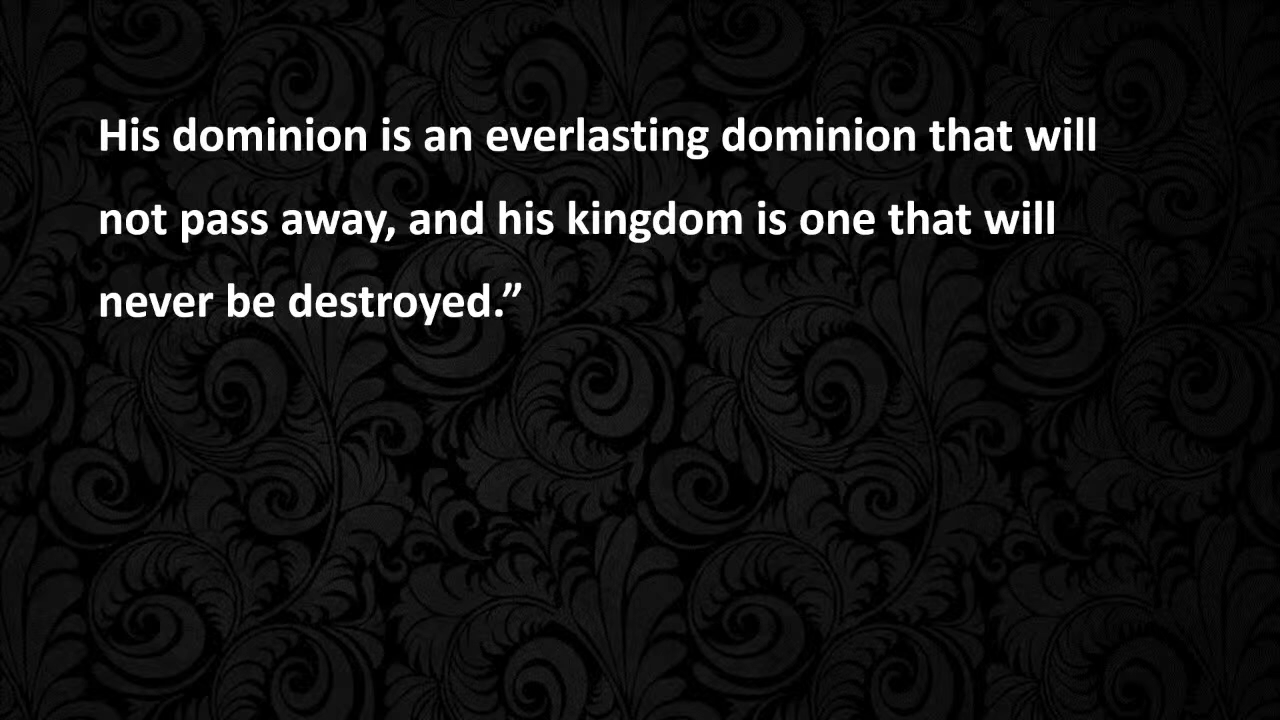 His dominion is an everlasting dominion that will
not pass away, and his kingdom is one that will
never be destroyed.”